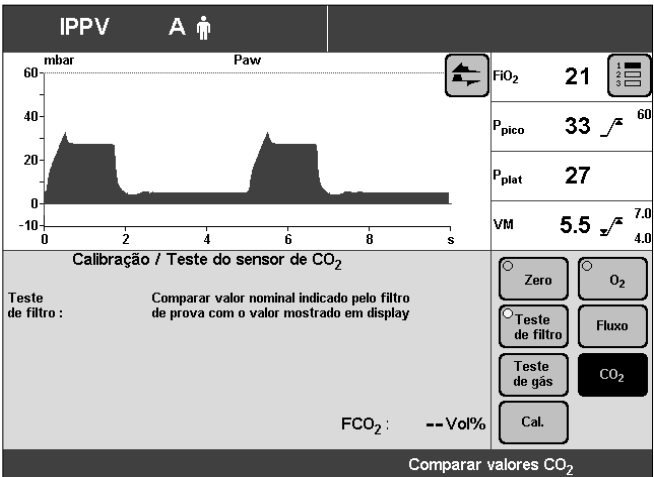 IPPV A
mbar Paw
60
40
20
0
-10
0 2 4 6 8 s
FiO2 21
1
2
3
Ppico 33 60
Pplat 27
VM 5.5 7.0
4.0
Calibração / Teste do sensor de CO2
Teste
de filtro :
Comparar valor nominal indicado pelo filtro
de prova com o valor mostrado em display
FCO2 : --Vol%
Zero
O2
Teste
de filtro
Fluxo
Teste
de gás
CO2
Cal.
Comparar valores CO2